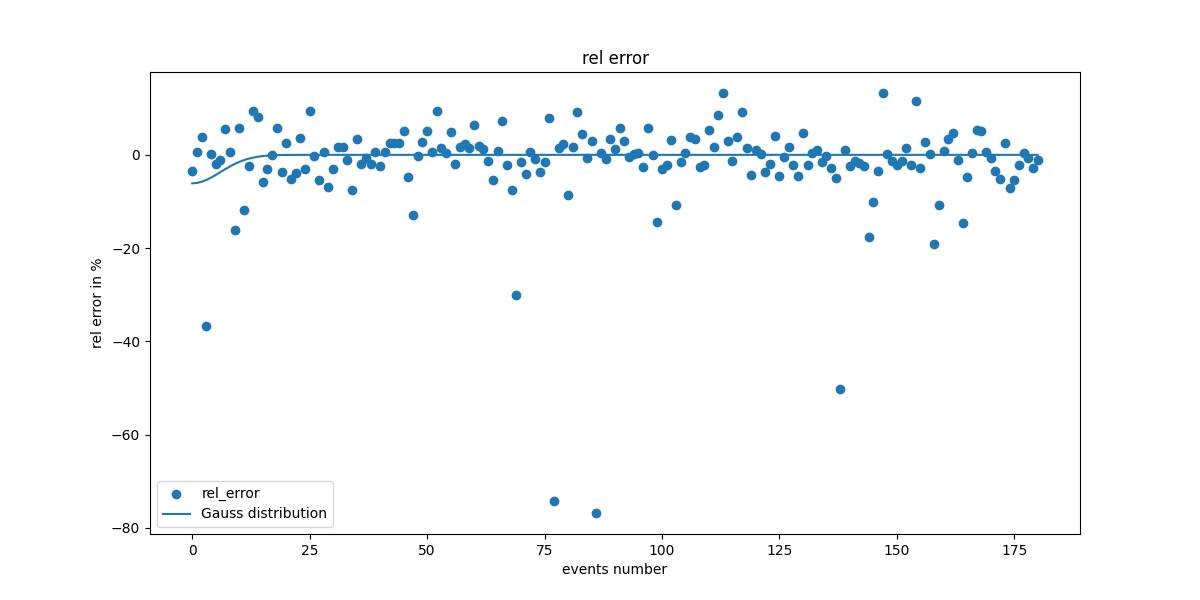 rel error
rel error in %
0
−20
−40
−60
−80
rel_error
Gauss distribution
0 25 50 75 100 125 150 175
events number